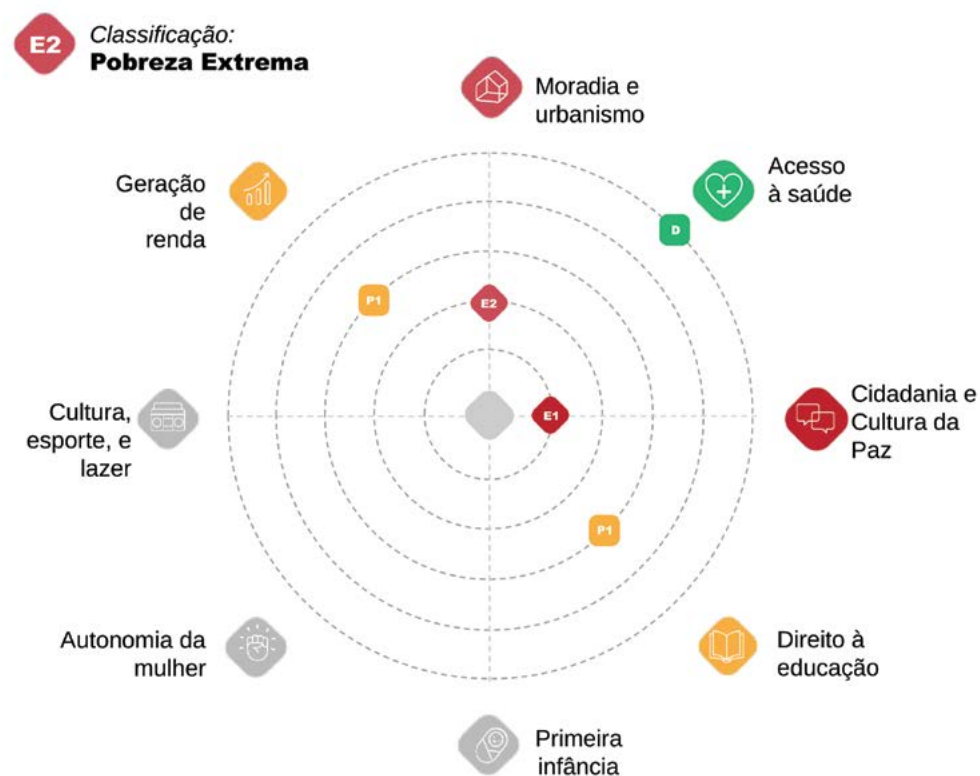 E2
Classificação:
Pobreza Extrema
Moradia e
urbanismo
Acesso
à saúde
Geração
de
renda
D
P1
E2
E1
Cultura,
esporte, e
lazer
Cidadania e
Cultura da
Paz
P1
Autonomia da
mulher
Direito à
educação
Primeira
infância